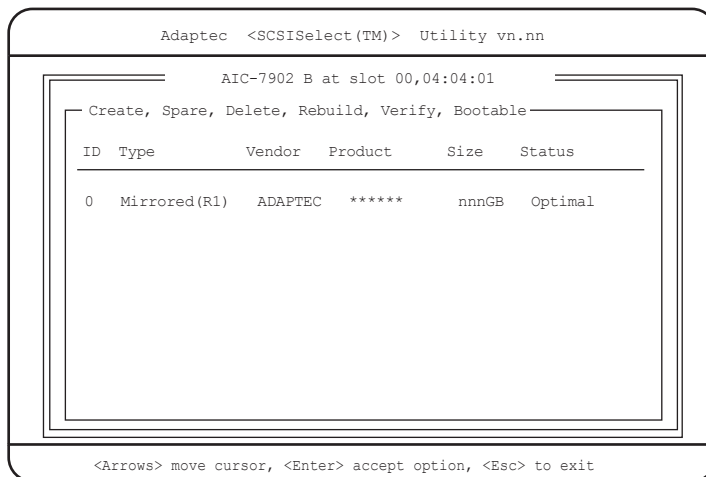 Adaptec <SCSISelect(TM)> Utility vn.nn
AIC-7902 B at slot 00,04:04:01
Create, Spare, Delete, Rebuild, Verify, Bootable
ID Type Vendor Product Size Status
0 Mirrored(R1) ADAPTEC ****** nnnGB Optimal
<Arrows> move cursor, <Enter> accept option, <Esc> to exit